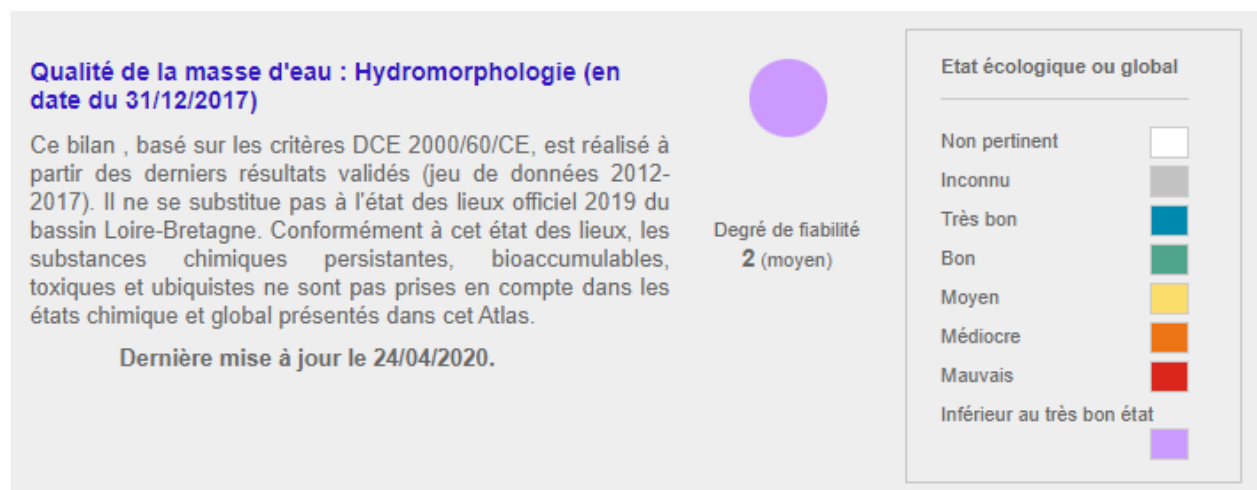 Qualité de la masse d'eau : Hydromorphologie (en
date du 31/12/2017)
Ce bilan , basé sur les critères DCE 2000/60/CE, est réalisé à
partir des derniers résultats validés (jeu de données 2012-
2017). Il ne se substitue pas à l'état des lieux officiel 2019 du
bassin Loire-Bretagne. Conformément à cet état des lieux, les
substances chimiques persistantes, bioaccumulables,
toxiques et ubiquistes ne sont pas prises en compte dans les
états chimique et global présentés dans cet Atlas.
Dernière mise à jour le 24/04/2020.
Degré de fiabilité
2 (moyen)
Etat écologique ou global
Non pertinent
Inconnu
Très bon
Bon
Moyen
Médiocre
Mauvais
Inférieur au très bon état